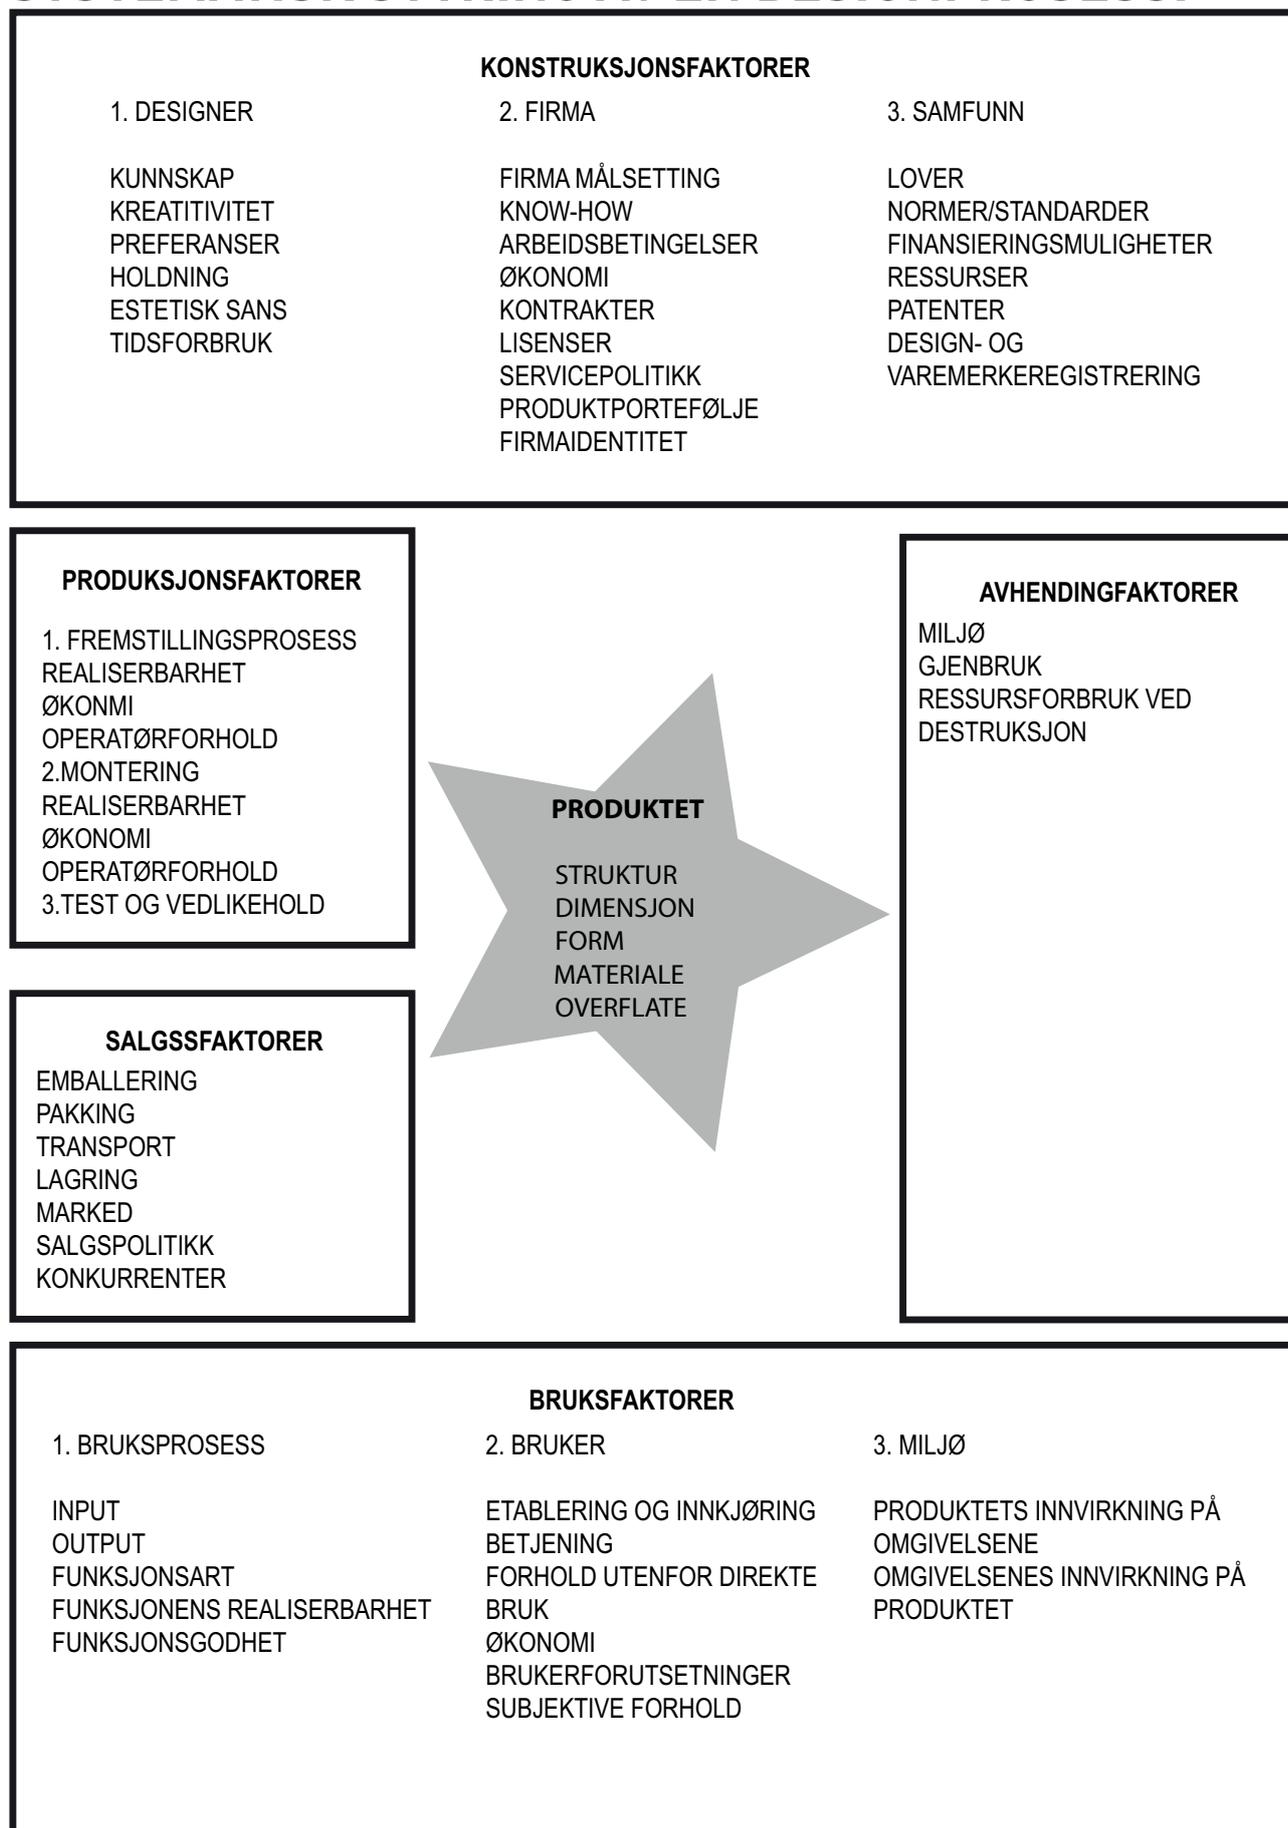 KONSTRUKSJONSFAKTORER
1. DESIGNER
KUNNSKAP
KREATITIVITET
PREFERANSER
HOLDNING
ESTETISK SANS
TIDSFORBRUK
2. FIRMA
FIRMA MÅLSETTING
KNOW-HOW
ARBEIDSBETINGELSER
ØKONOMI
KONTRAKTER
LISENSER
SERVICEPOLITIKK
PRODUKTPORTEFØLJE
FIRMAIDENTITET
3. SAMFUNN
LOVER
NORMER/STANDARDER
FINANSIERINGSMULIGHETER
RESSURSER
PATENTER
DESIGN- OG
VAREMERKEREGISTRERING
PRODUKSJONSFAKTORER
1. FREMSTILLINGSPROSESS
REALISERBARHET
ØKONMI
OPERATØRFORHOLD
2.MONTERING
REALISERBARHET
ØKONOMI
OPERATØRFORHOLD
3.TEST OG VEDLIKEHOLD
SALGSSFAKTORER
EMBALLERING
PAKKING
TRANSPORT
LAGRING
MARKED
SALGSPOLITIKK
KONKURRENTER
PRODUKTET
STRUKTUR
DIMENSJON
FORM
MATERIALE
OVERFLATE
AVHENDINGFAKTORER
MILJØ
GJENBRUK
RESSURSFORBRUK VED
DESTRUKSJON
BRUKSFAKTORER
1. BRUKSPROSESS
INPUT
OUTPUT
FUNKSJONSART
FUNKSJONENS REALISERBARHET
FUNKSJONSGODHET
2. BRUKER
ETABLERING OG INNKJØRING
BETJENING
FORHOLD UTENFOR DIREKTE
BRUK
ØKONOMI
BRUKERFORUTSETNINGER
SUBJEKTIVE FORHOLD
3. MILJØ
PRODUKTETS INNVIRKNING PÅ
OMGIVELSENE
OMGIVELSENES INNVIRKNING PÅ
PRODUKTET